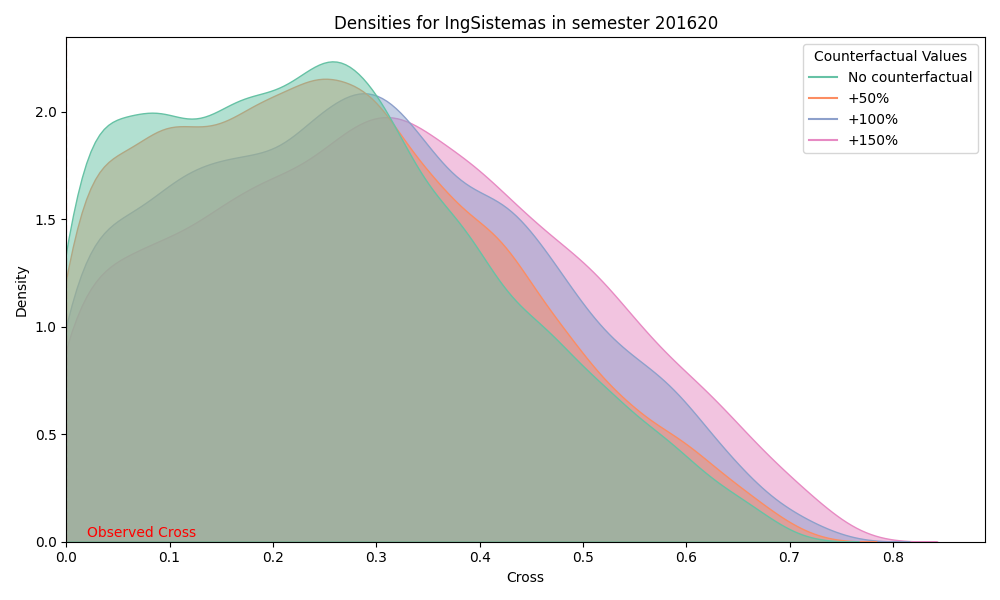 Densities for IngSistemas in semester 201620
Counterfactual Values
No counterfactual
+50%
+100%
+150%
Density
2.0
1.5
1.0
0.5
0.0
Observed Cross
0.0 0.1 0.2 0.3 0.4 0.5 0.6 0.7 0.8
Cross